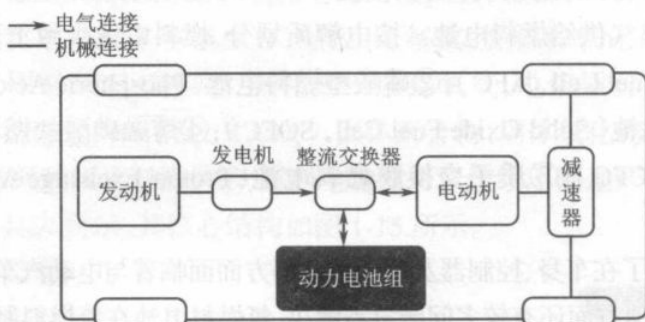 电气连接
机械连接
发电机
整流交换器
发动机
电动机
减速器
动力电池组